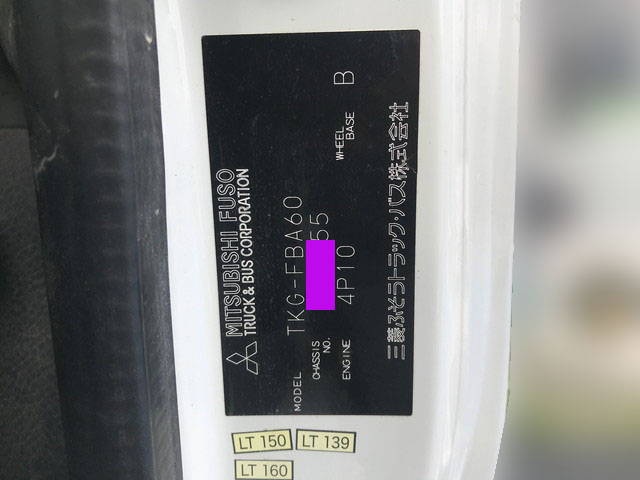 MITSUBISHI FUSO
TRUCK & BUS CORPORATION
MODEL TKG-FBA60
CHASSIS NO. 55
ENGINE 4P10
WHEEL BASE B
三菱ふそうトラック・バス株式会社
LT 150
LT 139
LT 160